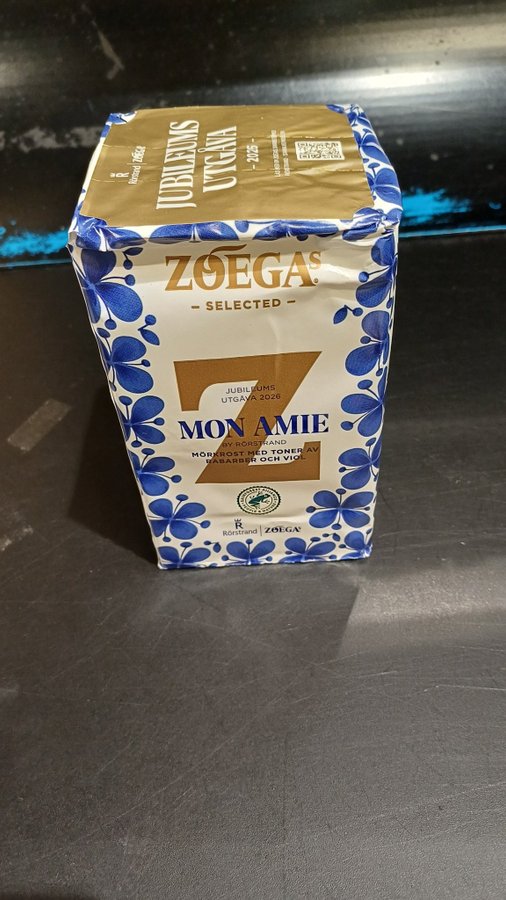 Rörstrand ZOÉGAS
JUBILEUMS
UTGÅVA
– 2026 –
ZOÉGAS
– SELECTED –
JUBILEUMS
UTGÅVA 2026
MON AMIE
BY RÖRSTRAND
MÖRKROST MED TONER AV
RABARBER OCH VIOL
Rörstrand | ZOÉGAS